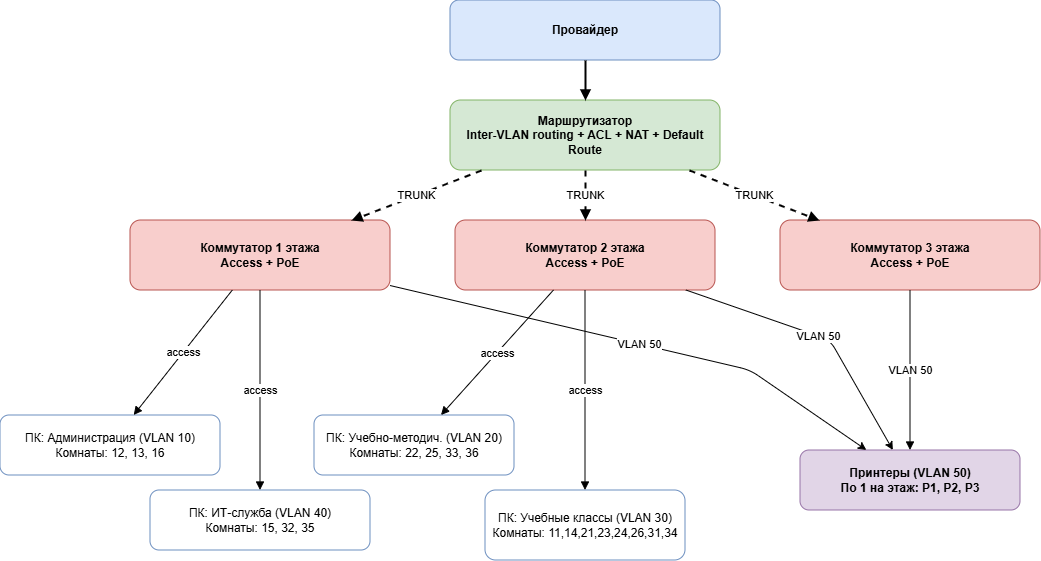 Провайдер
Маршрутизатор
Inter-VLAN routing + ACL + NAT + Default
Route
TRUNK
TRUNK
TRUNK
Коммутатор 1 этажа
Access + PoE
Коммутатор 2 этажа
Access + PoE
Коммутатор 3 этажа
Access + PoE
access
access
access
access
VLAN 50
VLAN 50
VLAN 50
ПК: Администрация (VLAN 10)
Комнаты: 12, 13, 16
ПК: Учебно-методич. (VLAN 20)
Комнаты: 22, 25, 33, 36
Принтеры (VLAN 50)
По 1 на этаж: P1, P2, P3
ПК: ИТ-служба (VLAN 40)
Комнаты: 15, 32, 35
ПК: Учебные классы (VLAN 30)
Комнаты: 11,14,21,23,24,26,31,34